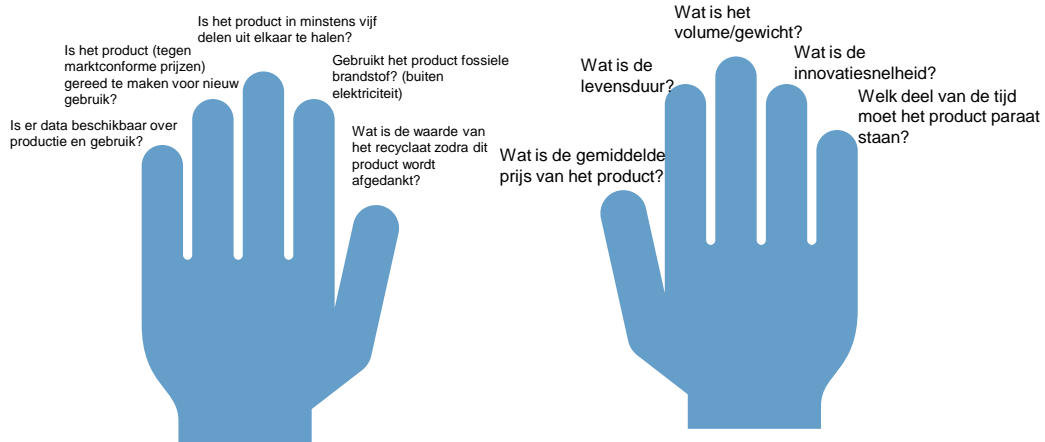 Is er data beschikbaar over
productie en gebruik?
Is het product (tegen
marktconforme prijzen)
gereed te maken voor nieuw
gebruik?
Is het product in minstens vijf
delen uit elkaar te halen?
Gebruikt het product fossiele
brandstof? (buiten
elektriciteit)
Wat is de waarde van
het recyclaat zodra dit
product wordt
afgedankt?
Wat is de gemiddelde
prijs van het product?
Wat is de
levensduur?
Wat is het
volume/gewicht?
Wat is de
innovatiesnelheid?
Welk deel van de tijd
moet het product paraat
staan?